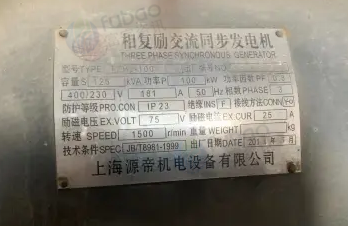 相复励交流同步发电机
THREE PHASE SYNCHRONOUS GENERATOR
型号TYPE
容量S 125 kVA 功率P 100 kW 功率因数PF 0.8
400/230 V 181 A 50 Hz 相数PHASE 3
防护等级PRO.CON IP 23 绝缘INS F 接线方法CONN
励磁电压EX.VOLT 75 V 励磁电流EX.CUR 25 A
转速 SPEED 1500 r/min 重量WEIGHT kg
技术条件SPEC JB/T8981-1999 出厂日期DATE
上海源帝机电设备有限公司